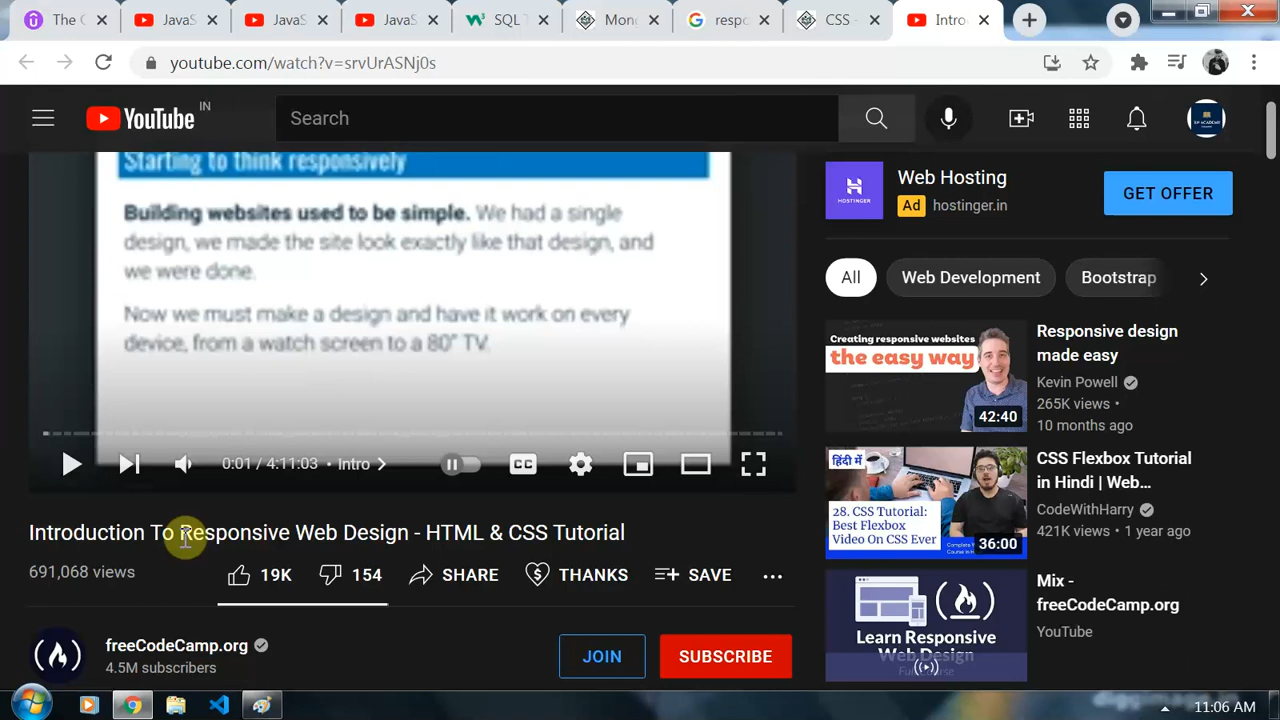 The C
JavaS
JavaS
JavaS
SQL T
Mon
respo
CSS -
Intro
youtube.com/watch?v=srvUrASNj0s
YouTube IN
Search
Starting to think responsively
Building websites used to be simple. We had a single
design, we made the site look exactly like that design, and
we were done.
Now we must make a design and have it work on every
device, from a watch screen to a 80" TV.
0:01 / 4:11:03 • Intro
CC
Introduction To Responsive Web Design - HTML & CSS Tutorial
691,068 views
19K
154
SHARE
THANKS
SAVE
freeCodeCamp.org
4.5M subscribers
JOIN
SUBSCRIBE
HOSTINGER
Web Hosting
Ad hostinger.in
GET OFFER
All
Web Development
Bootstrap
Creating responsive websites
the easy way
42:40
Responsive design
made easy
Kevin Powell
265K views •
10 months ago
हिंदी में
28. CSS Tutorial:
Best Flexbox
Video On CSS Ever
36:00
CSS Flexbox Tutorial
in Hindi | Web...
CodeWithHarry
421K views • 1 year ago
Learn Responsive
Web Design
Full Course
Mix -
freeCodeCamp.org
YouTube
11:06 AM